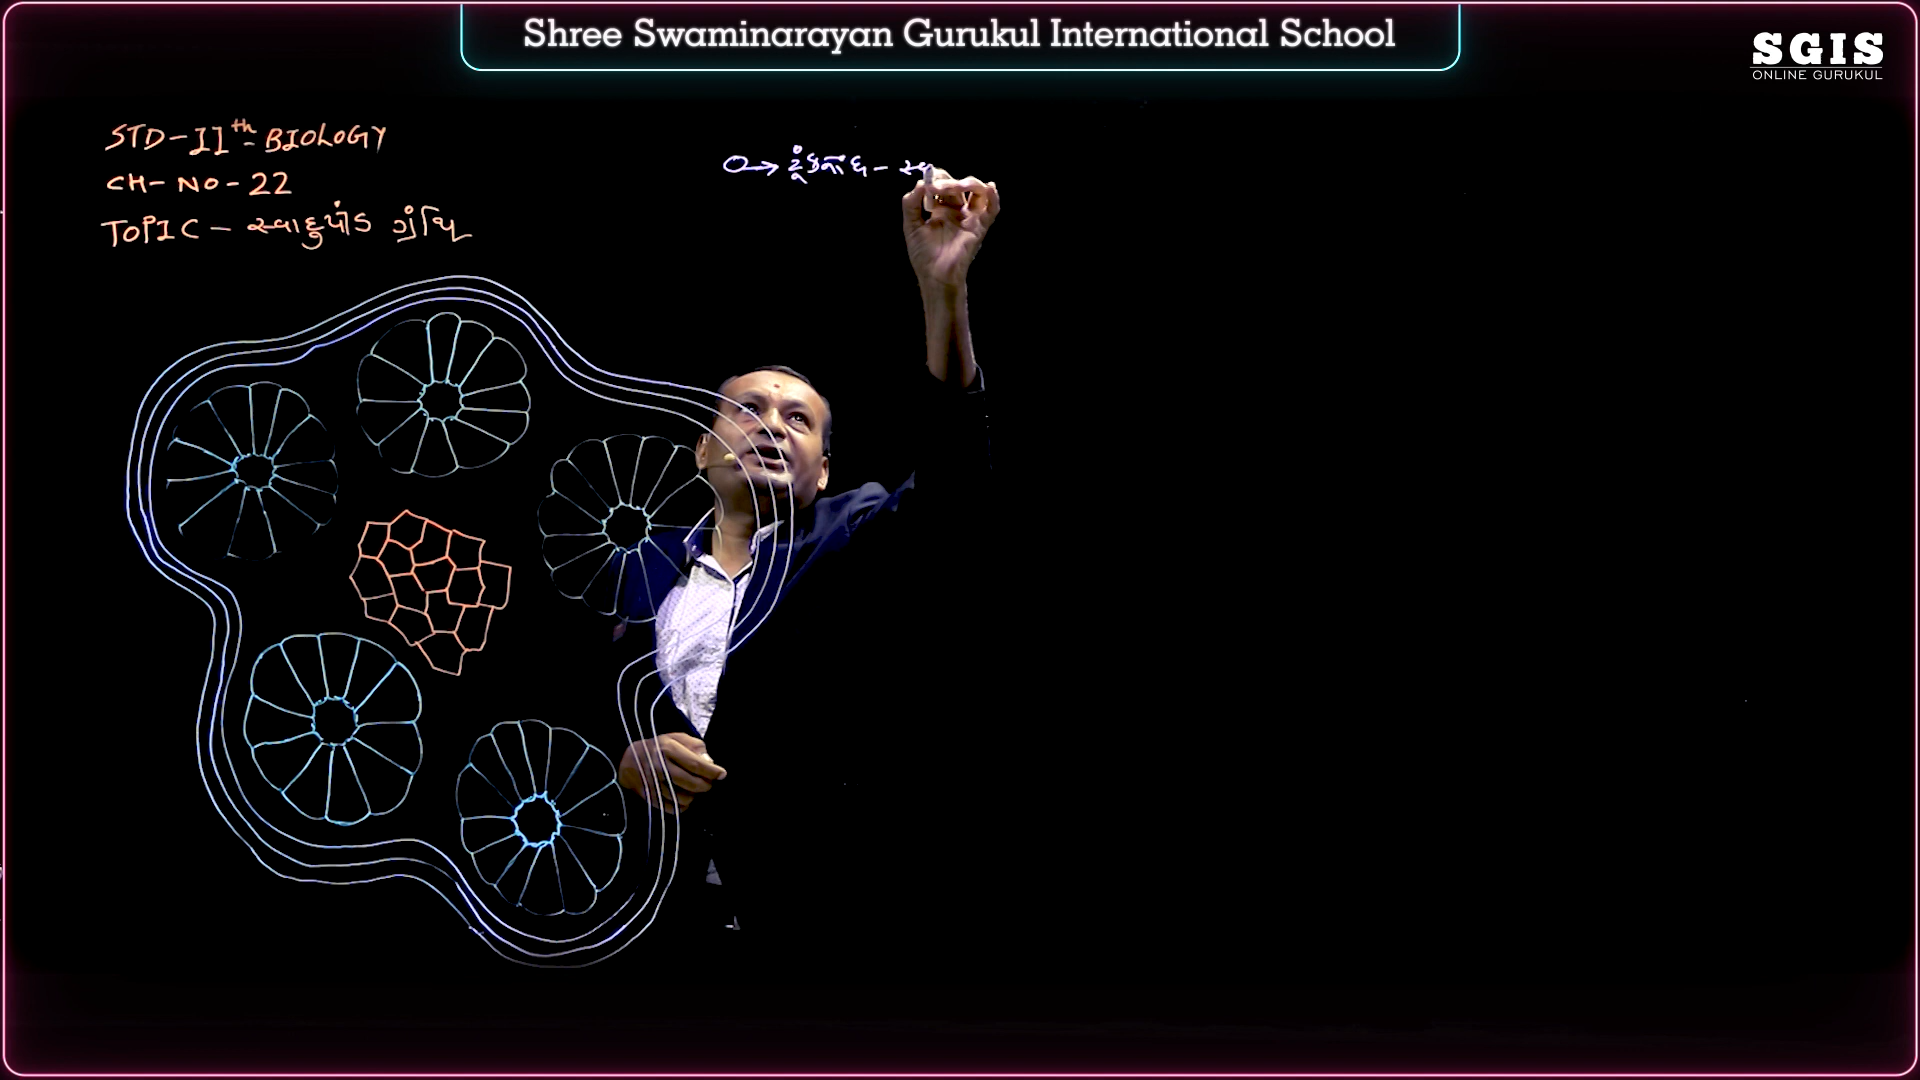 Shree Swaminarayan Gurukul International School
SGIS
ONLINE GURUKUL
STD-11th - BIOLOGY
CH-NO-22
TOPIC - સ્વાદુપીંડ ગ્રંથિ